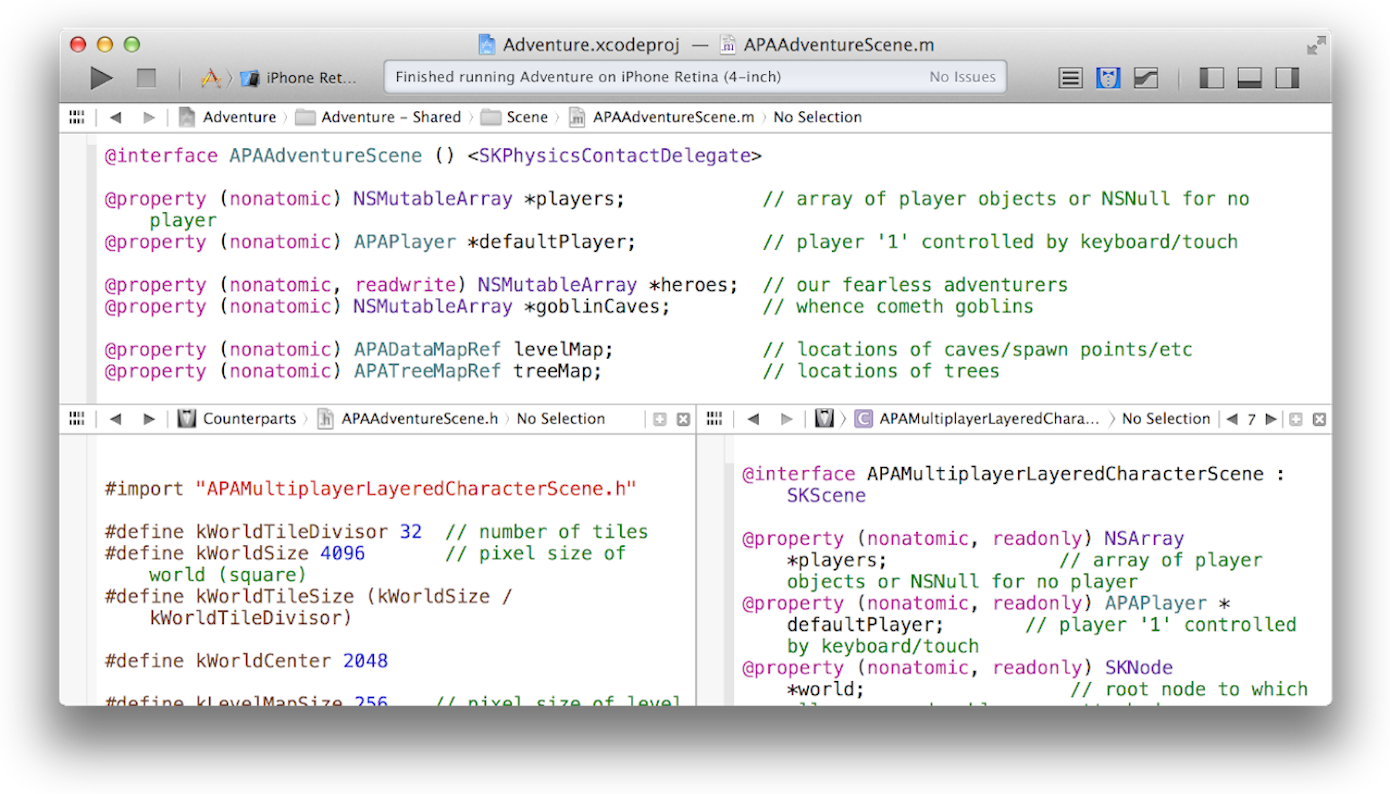 Adventure.xcodeproj — APAAdventureScene.m
iPhone Ret...
Finished running Adventure on iPhone Retina (4-inch) No Issues
Adventure Adventure – Shared Scene APAAdventureScene.m No Selection
@interface APAAdventureScene () <SKPhysicsContactDelegate>
@property (nonatomic) NSMutableArray *players; // array of player objects or NSNull for no
player
@property (nonatomic) APAPlayer *defaultPlayer; // player '1' controlled by keyboard/touch
@property (nonatomic, readwrite) NSMutableArray *heroes; // our fearless adventurers
@property (nonatomic) NSMutableArray *goblinCaves; // whence cometh goblins
@property (nonatomic) APADataMapRef levelMap; // locations of caves/spawn points/etc
@property (nonatomic) APATreeMapRef treeMap; // locations of trees
Counterparts APAAdventureScene.h No Selection
#import "APAMultiplayerLayeredCharacterScene.h"
#define kWorldTileDivisor 32 // number of tiles
#define kWorldSize 4096 // pixel size of
world (square)
#define kWorldTileSize (kWorldSize /
kWorldTileDivisor)
#define kWorldCenter 2048
#define kLevelMapSize 256 // pixel size of level
C APAMultiplayerLayeredChara... No Selection 7
@interface APAMultiplayerLayeredCharacterScene :
SKScene
@property (nonatomic, readonly) NSArray
*players; // array of player
objects or NSNull for no player
@property (nonatomic, readonly) APAPlayer *
defaultPlayer; // player '1' controlled
by keyboard/touch
@property (nonatomic, readonly) SKNode
*world; // root node to which